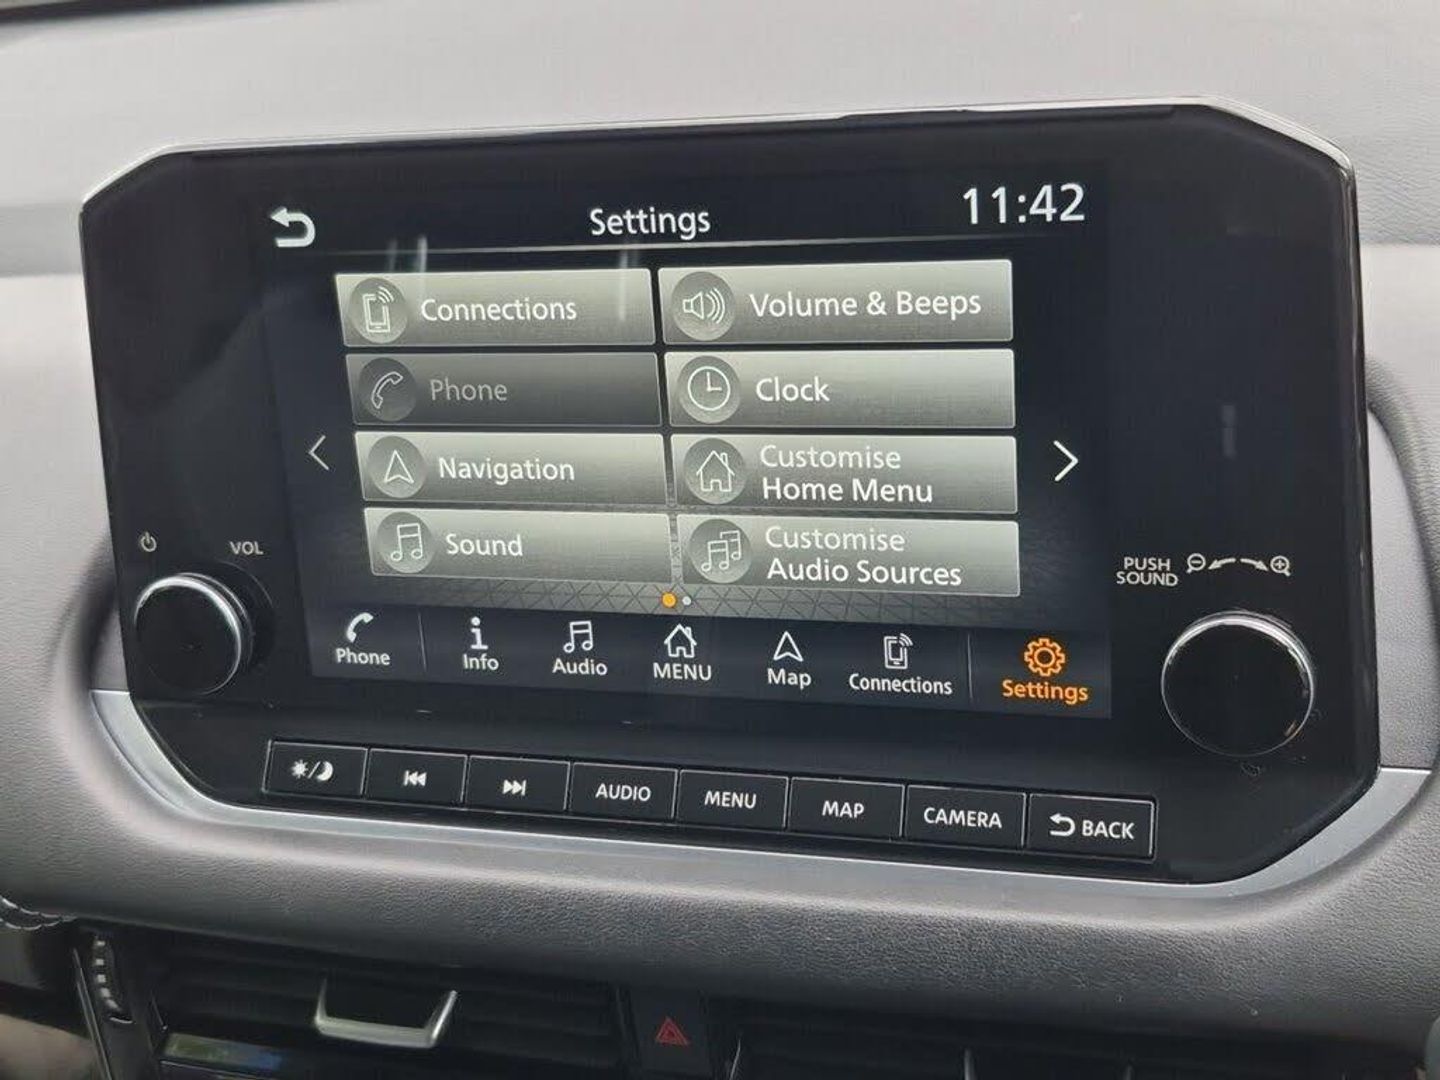 Settings
11:42
Connections
Volume & Beeps
Phone
Clock
Navigation
Customise
Home Menu
Sound
Customise
Audio Sources
VOL
PUSH
SOUND
Phone
Info
Audio
MENU
Map
Connections
Settings
AUDIO
MENU
MAP
CAMERA
BACK